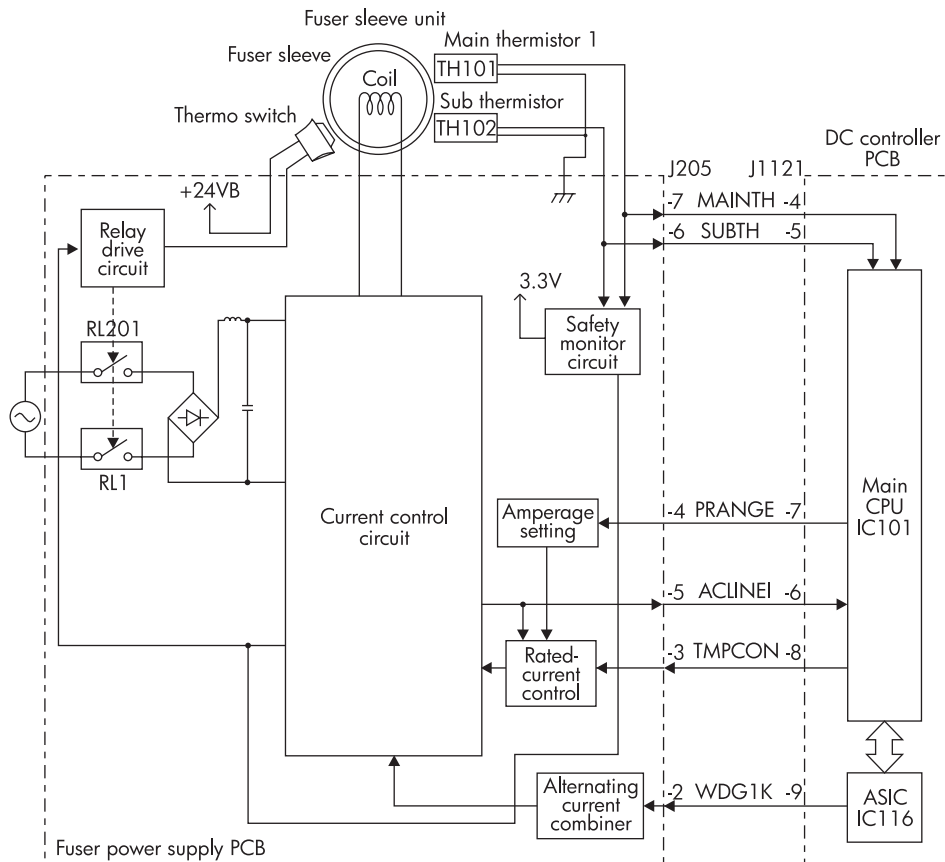 Fuser sleeve unit
Fuser sleeve
Main thermistor 1
Coil
TH101
Sub thermistor
TH102
Thermo switch
DC controller
PCB
J205 J1121
+24VB
-7 MAINTH -4
-6 SUBTH -5
Relay
drive
circuit
3.3V
Safety
monitor
circuit
RL201
RL1
Main
CPU
IC101
Current control
circuit
Amperage
setting
-4 PRANGE -7
-5 ACLINEI -6
Rated-
current
control
-3 TMPCON -8
Alternating
current
combiner
-2 WDG1K -9
ASIC
IC116
Fuser power supply PCB